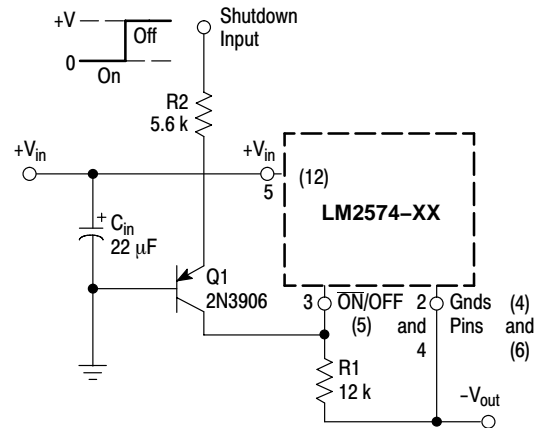 +V
Off
0
On
Shutdown
Input
R2
5.6 k
+Vin
+Vin
5
(12)
LM2574–XX
+
Cin
22 μF
Q1
2N3906
3
ON/OFF
(5)
2
and
4
Gnds
Pins
(4)
and
(6)
R1
12 k
–Vout